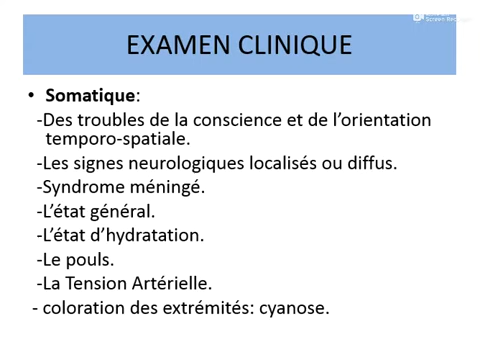 EXAMEN CLINIQUE
• Somatique:
-Des troubles de la conscience et de l’orientation
temporo-spatiale.
-Les signes neurologiques localisés ou diffus.
-Syndrome méningé.
-L’état général.
-L’état d’hydratation.
-Le pouls.
-La Tension Artérielle.
- coloration des extrémités: cyanose.